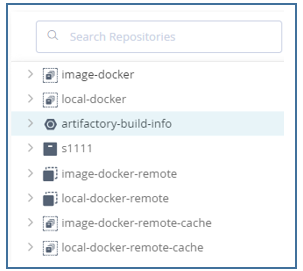 Search Repositories
image-docker
local-docker
artifactory-build-info
s1111
image-docker-remote
local-docker-remote
image-docker-remote-cache
local-docker-remote-cache